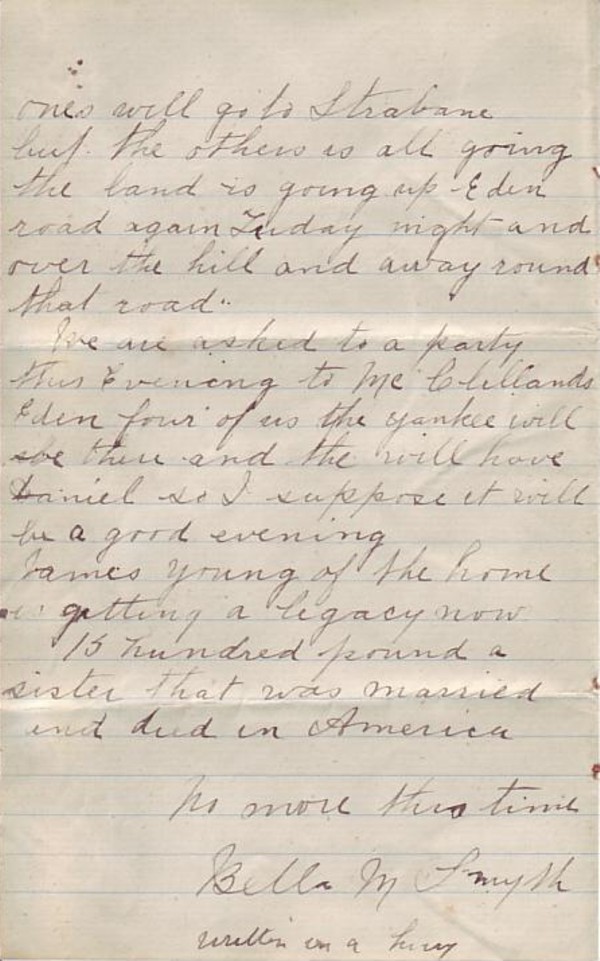 ones will go to Strabane
but the others is all going
the band is going up Eden
road again Tuday night and
over the hill and away round
that road"
We are asked to a party
this Evening to Mc Clellands
Eden four of us the yankee will
be there and the will have
Daniel so I suppose it will
be a good evening
James Young of the home
is getting a legacy now
15 hundred pound a
sister that was married
and died in America
No more this time
Bella M Smyth
written in a hury